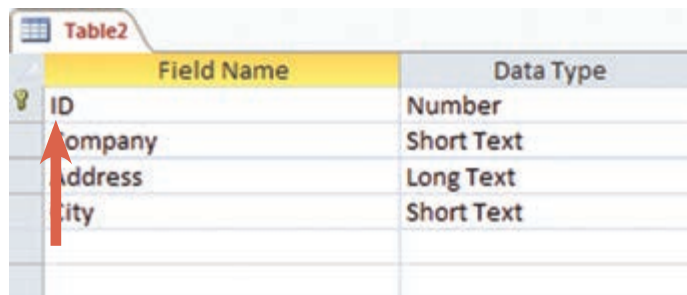 Table2
Field Name Data Type
ID Number
Company Short Text
Address Long Text
City Short Text